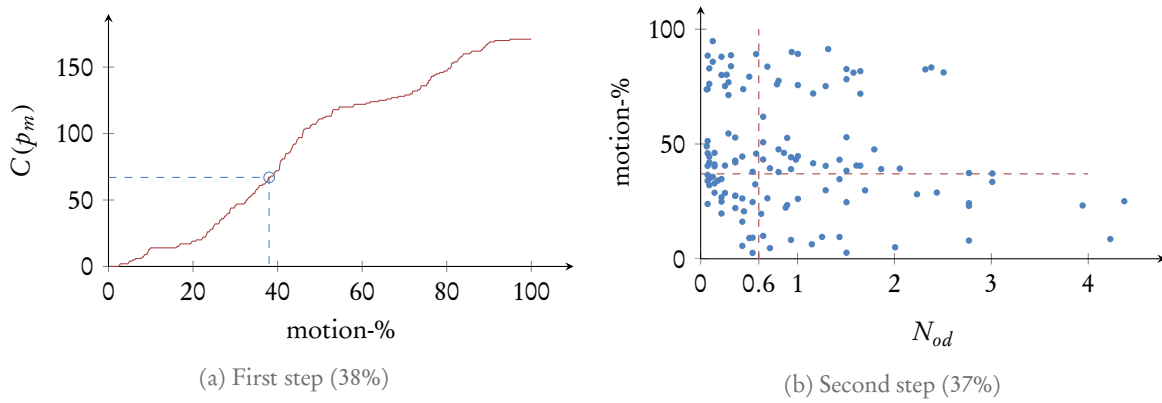 C(p_m)
150
100
50
0
0 20 40 60 80 100
motion-%
(a) First step (38%)
motion-%
100
50
0
0 0.6 1 2 3 4
N_od
(b) Second step (37%)